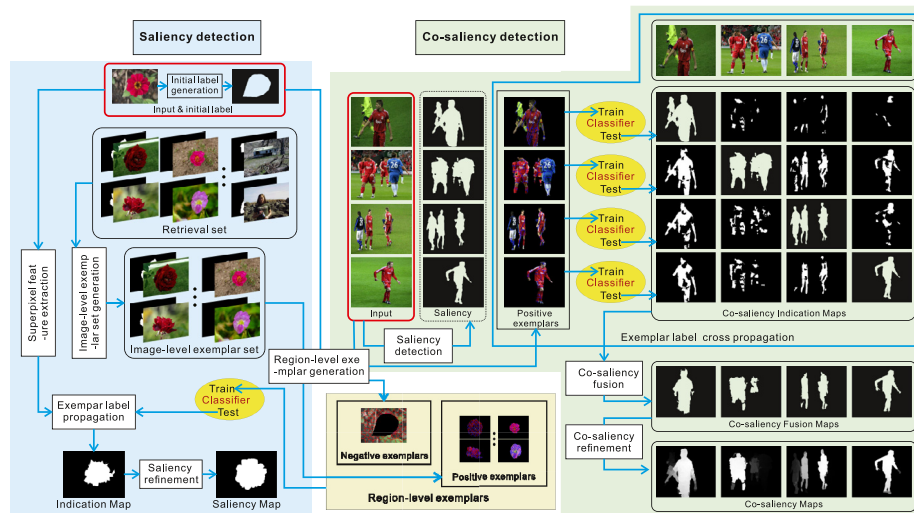 Saliency detection
Co-saliency detection
Initial label
generation
Input & initial label
Retrieval set
Superpixel feat
-ure extraction
Image-level exemp
-lar set generation
Image-level exemplar set
Exempar label
propagation
Train
Classifier
Test
Indication Map
Saliency
refinement
Saliency Map
Input
Saliency
Positive
exemplars
Saliency
detection
Region-level exe
-mplar generation
Train
Classifier
Test
Train
Classifier
Test
Train
Classifier
Test
Train
Classifier
Test
26
26
Co-saliency Indication Maps
Exemplar label cross propagation
Co-saliency
fusion
Co-saliency Fusion Maps
Co-saliency
refinement
Co-saliency Maps
Negative exemplars
Positive exemplars
Region-level exemplars